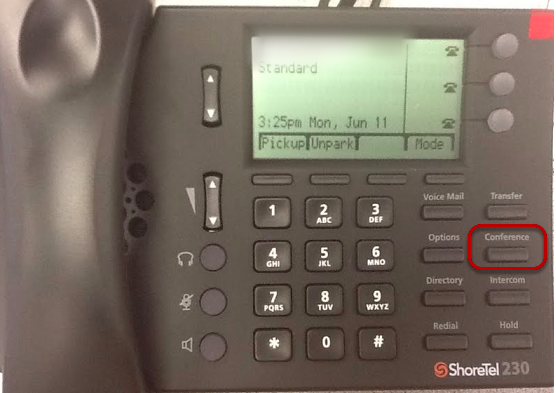 Standard
3:25pm Mon, Jun 11
Pickup Unpark Mode
Voice Mail Transfer
1 2 ABC 3 DEF
Options Conference
4 GHI 5 JKL 6 MNO
Directory Intercom
7 PQRS 8 TUV 9 WXYZ
Redial Hold
* 0 #
ShoreTel 230